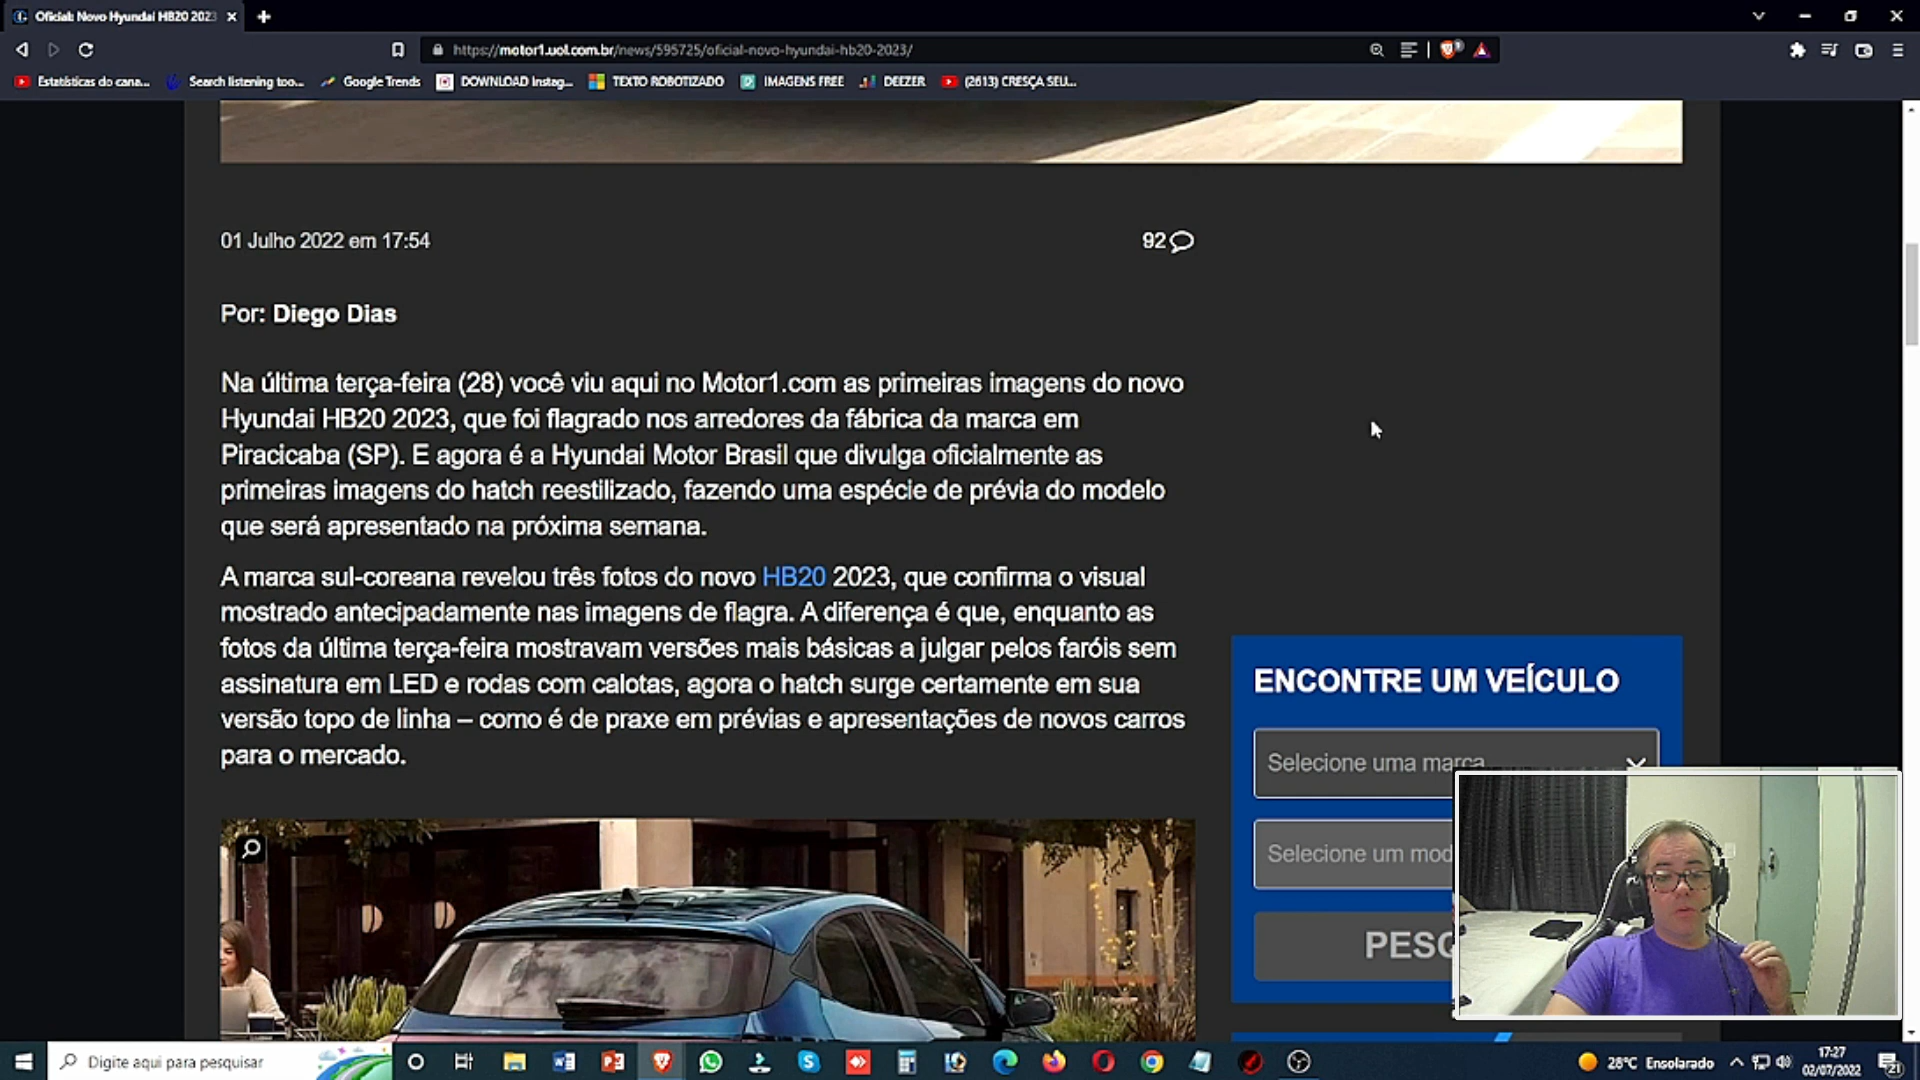 Oficial: Novo Hyundai HB20 2023
https://motor1.uol.com.br/news/595725/oficial-novo-hyundai-hb20-2023/
Estatísticas do cana...
Search listening too...
Google Trends
DOWNLOAD Instag...
TEXTO ROBOTIZADO
IMAGENS FREE
DEEZER
(2613) CRESÇA SEU...
01 Julho 2022 em 17:54
92
Por: Diego Dias
Na última terça-feira (28) você viu aqui no Motor1.com as primeiras imagens do novo
Hyundai HB20 2023, que foi flagrado nos arredores da fábrica da marca em
Piracicaba (SP). E agora é a Hyundai Motor Brasil que divulga oficialmente as
primeiras imagens do hatch reestilizado, fazendo uma espécie de prévia do modelo
que será apresentado na próxima semana.
A marca sul-coreana revelou três fotos do novo HB20 2023, que confirma o visual
mostrado antecipadamente nas imagens de flagra. A diferença é que, enquanto as
fotos da última terça-feira mostravam versões mais básicas a julgar pelos faróis sem
assinatura em LED e rodas com calotas, agora o hatch surge certamente em sua
versão topo de linha – como é de praxe em prévias e apresentações de novos carros
para o mercado.
ENCONTRE UM VEÍCULO
Selecione uma marca
Selecione um mod
PESQ
Digite aqui para pesquisar
28°C Ensolarado
17:27
02/07/2022
21